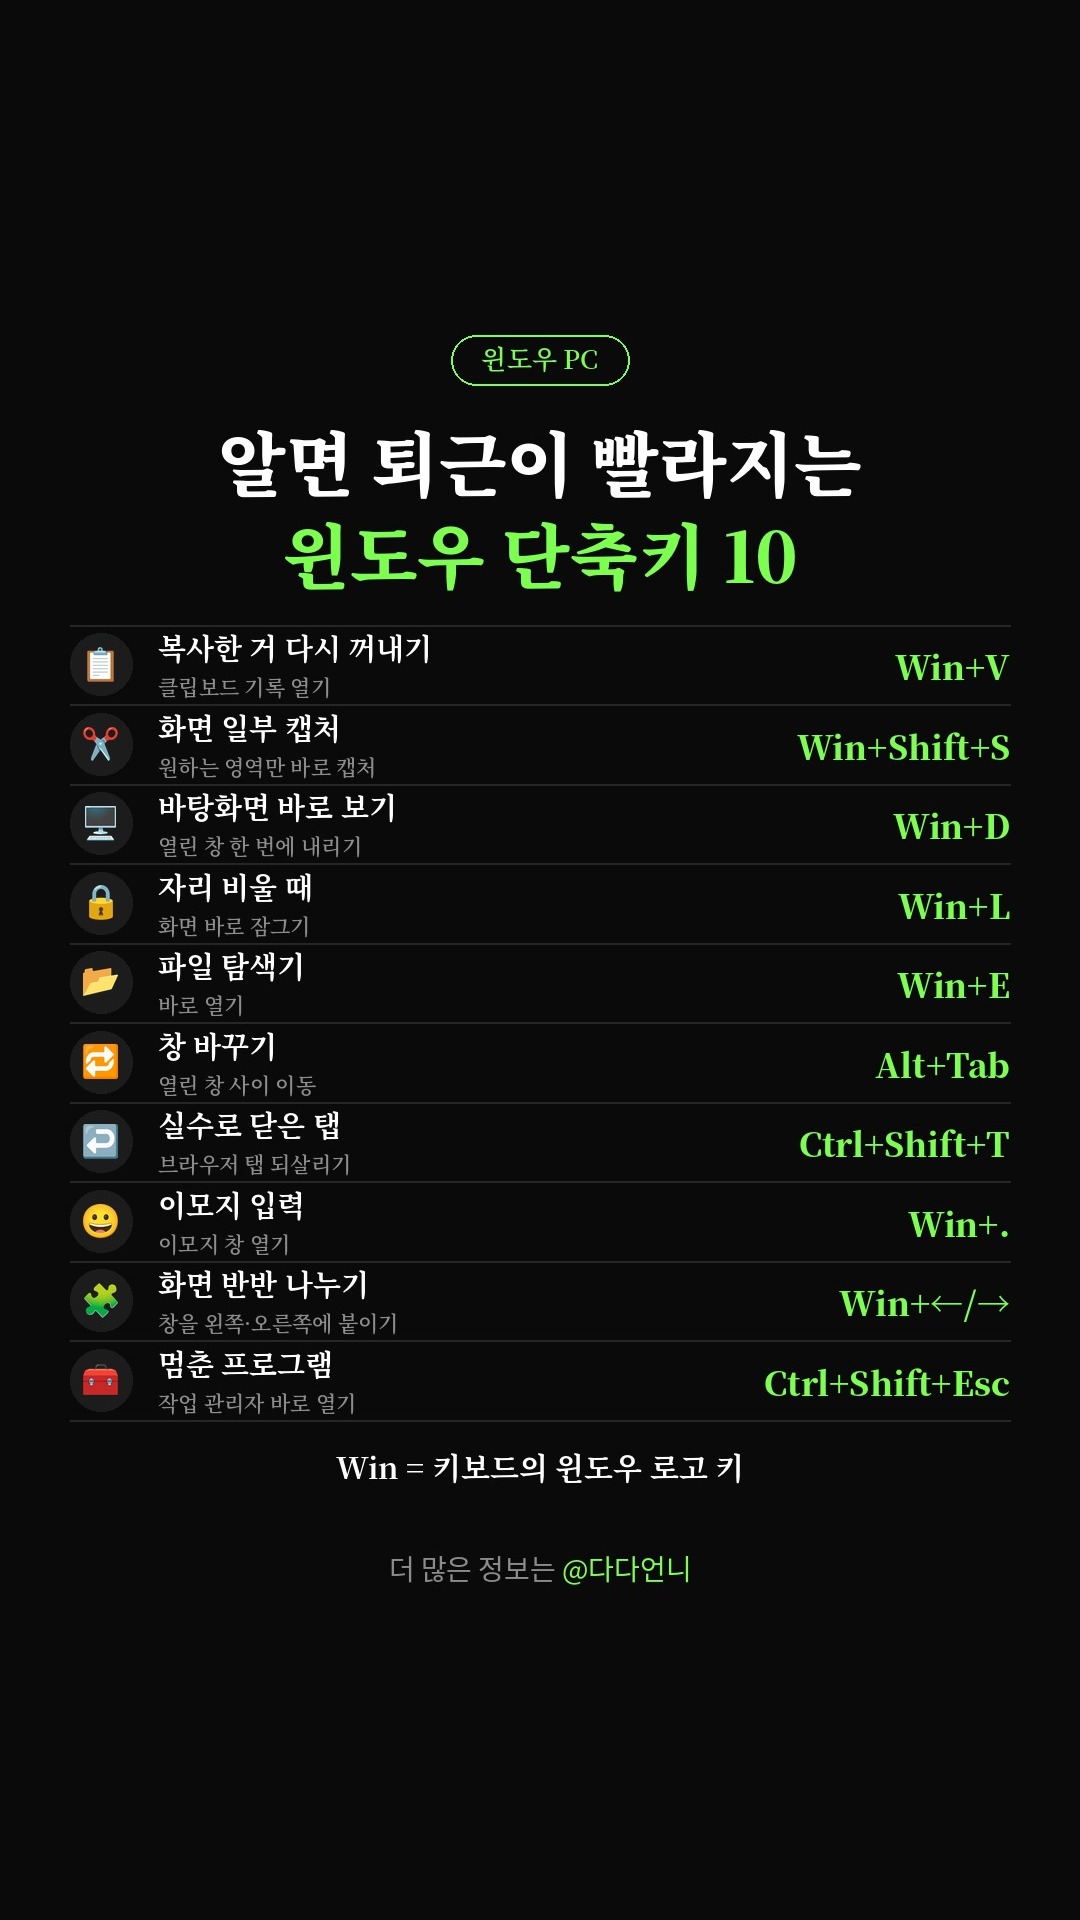 윈도우 PC
알면 퇴근이 빨라지는
윈도우 단축키 10
복사한 거 다시 꺼내기
클립보드 기록 열기
Win+V
화면 일부 캡처
원하는 영역만 바로 캡처
Win+Shift+S
바탕화면 바로 보기
열린 창 한 번에 내리기
Win+D
자리 비울 때
화면 바로 잠그기
Win+L
파일 탐색기
바로 열기
Win+E
창 바꾸기
열린 창 사이 이동
Alt+Tab
실수로 닫은 탭
브라우저 탭 되살리기
Ctrl+Shift+T
이모지 입력
이모지 창 열기
Win+.
화면 반반 나누기
창을 왼쪽·오른쪽에 붙이기
Win+←/→
멈춘 프로그램
작업 관리자 바로 열기
Ctrl+Shift+Esc
Win = 키보드의 윈도우 로고 키
더 많은 정보는 @다다언니